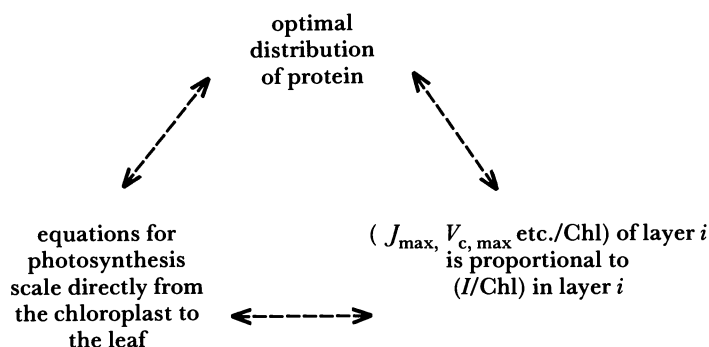 optimal
distribution
of protein
equations for
photosynthesis
scale directly from
the chloroplast to
the leaf
( Jmax, Vc, max etc./Chl) of layer i
is proportional to
(I/Chl) in layer i